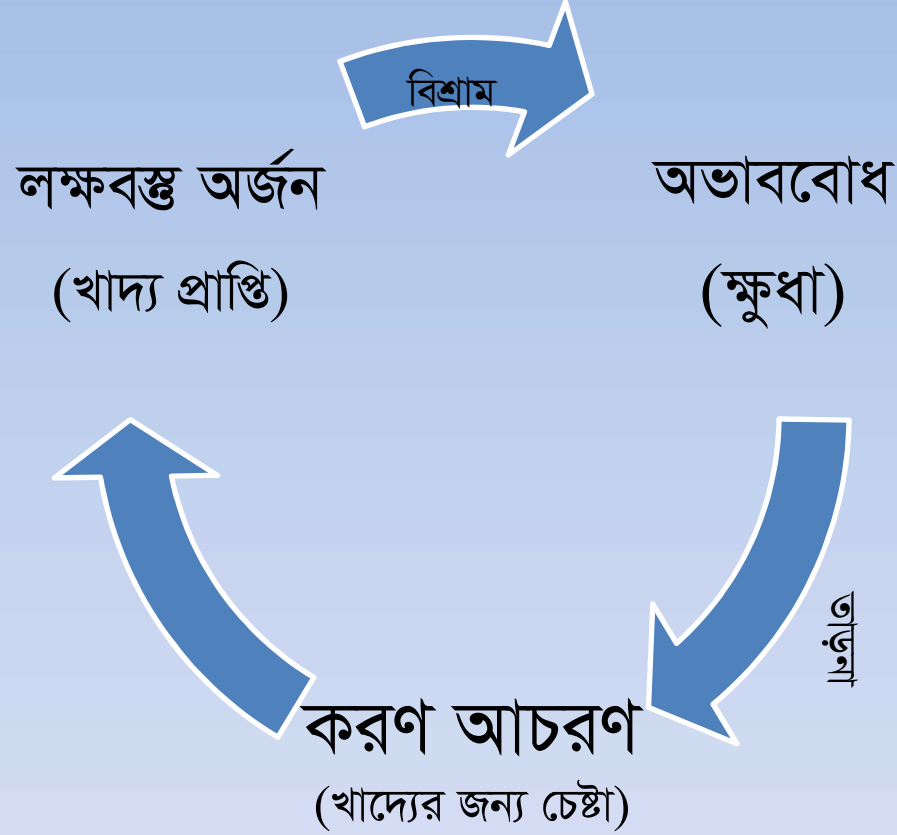 বিশ্রাম
লক্ষবস্তু অর্জন
(খাদ্য প্রাপ্তি)
অভাববোধ
(ক্ষুধা)
তাড়না
করণ আচরণ
(খাদ্যের জন্য চেষ্টা)